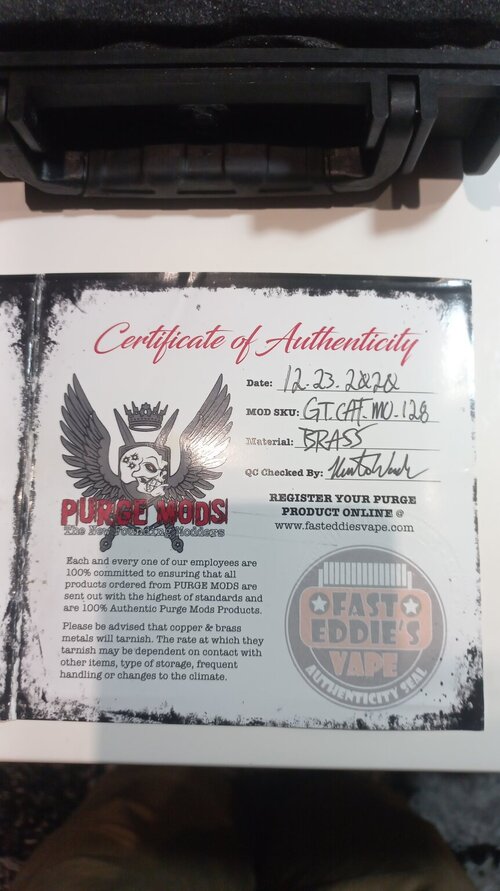 Certificate of Authenticity
Date: 12.23.2020
MOD SKU: GT.CAT.MO.128
Material: BRASS
QC Checked By:
REGISTER YOUR PURGE
PRODUCT ONLINE @
www.fasteddiesvape.com
PURGE MODS
The New Founding Modders
Each and every one of our employees are
100% committed to ensuring that all
products ordered from PURGE MODS are
sent out with the highest of standards and
are 100% Authentic Purge Mods Products.
Please be advised that copper & brass
metals will tarnish. The rate at which they
tarnish may be dependent on contact with
other items, type of storage, frequent
handling or changes to the climate.
FAST
EDDIE'S
VAPE
AUTHENTICITY SEAL